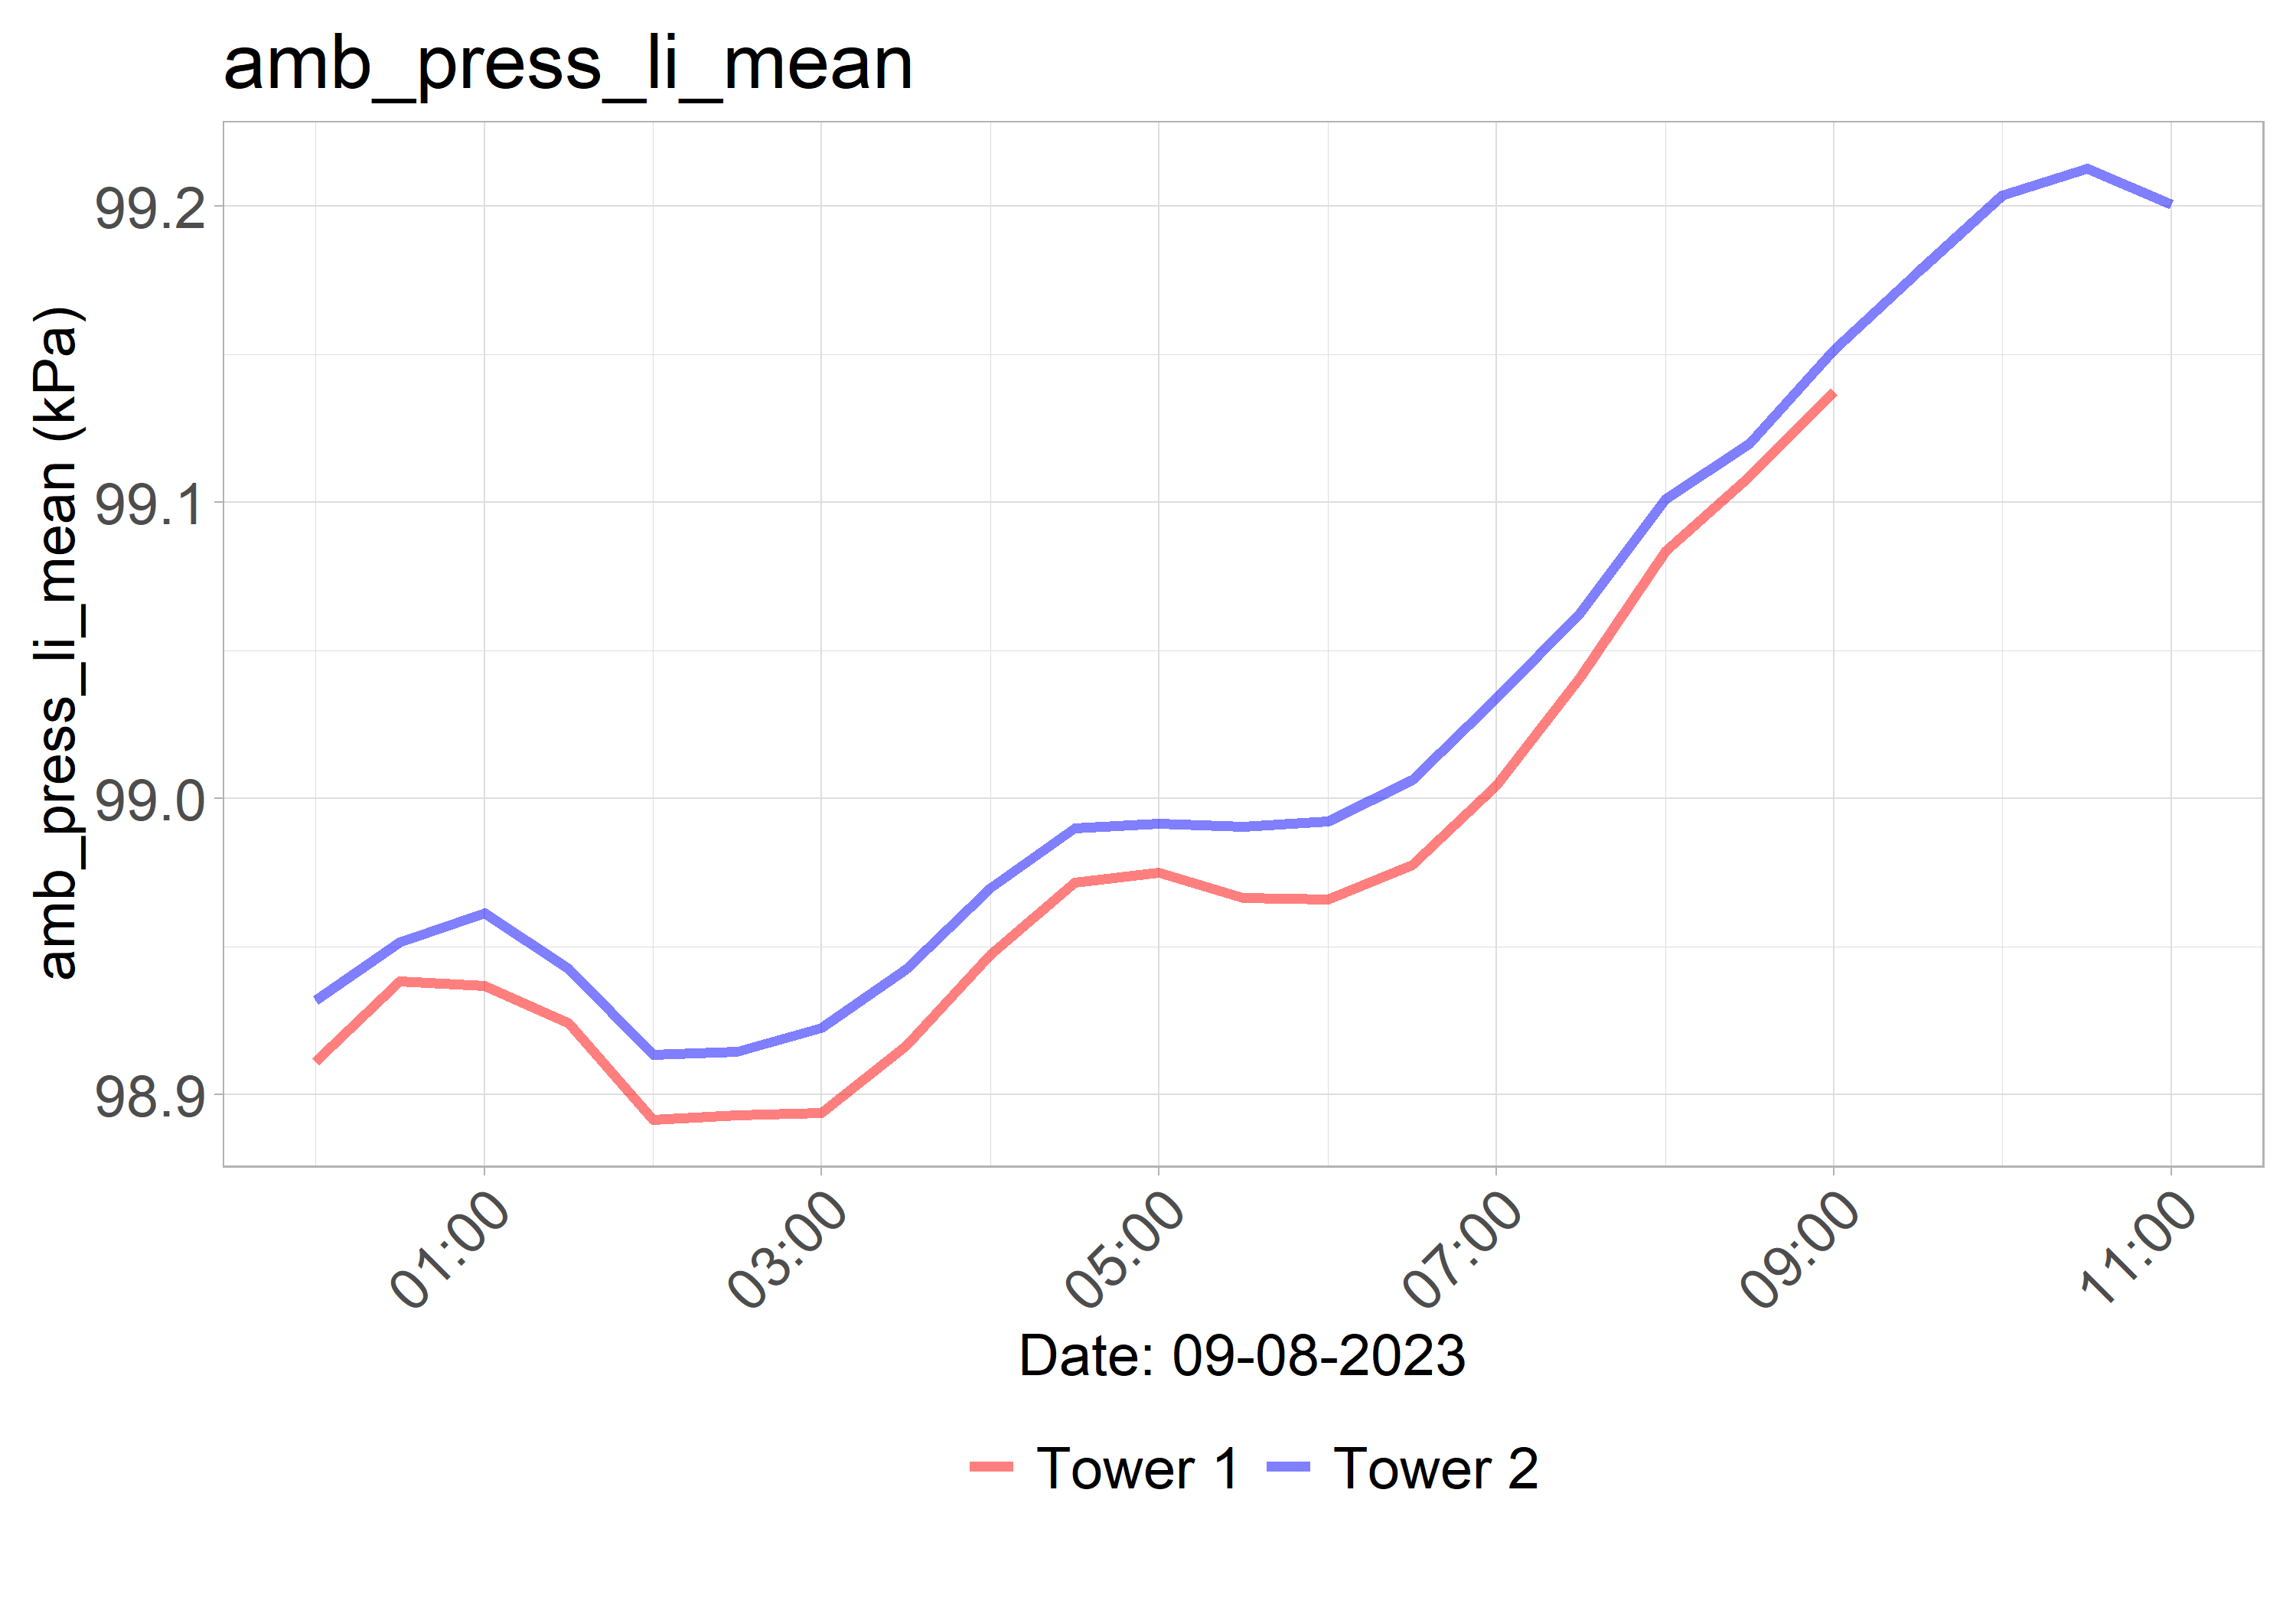 amb_press_li_mean
amb_press_li_mean (kPa)
99.2
99.1
99.0
98.9
01:00
03:00
05:00
07:00
09:00
11:00
Date: 09-08-2023
Tower 1
Tower 2